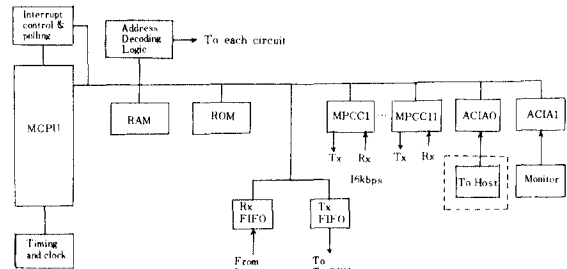 Interrupt
control &
polling
Address
Decoding
Logic
To each circuit
MCPU
RAM
ROM
MPCC1
...
MPCC11
ACIA0
ACIA1
Tx
Rx
Tx
Rx
16kbps
To Host
Monitor
Rx
FIFO
Tx
FIFO
Timing
and clock
From
To